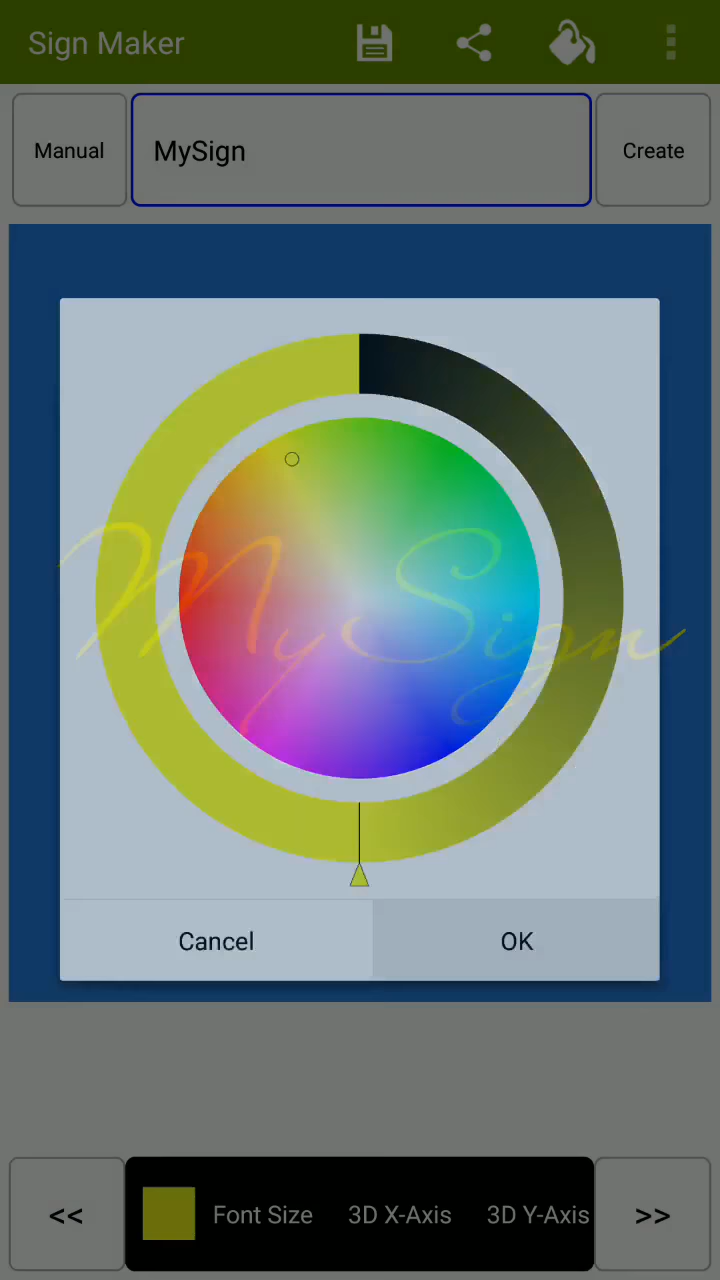 Sign Maker
Manual
MySign
Create
MySign
Cancel
OK
<<
Font Size
3D X-Axis
3D Y-Axis
>>